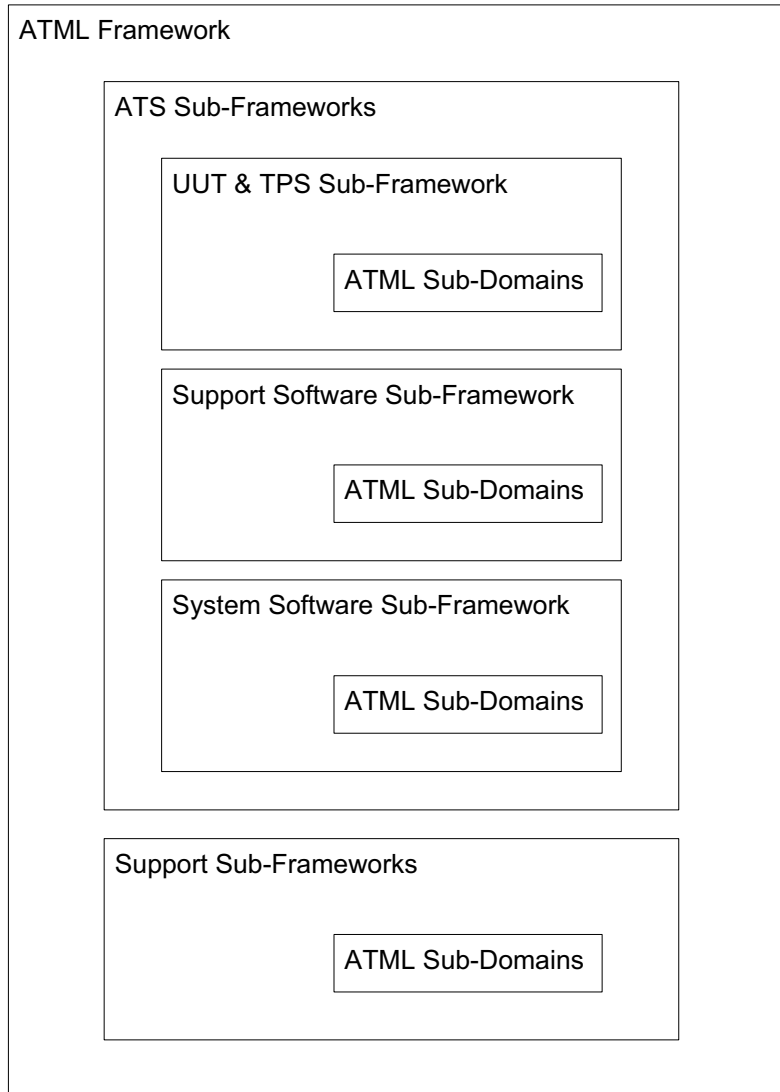 ATML Framework
ATS Sub-Frameworks
UUT & TPS Sub-Framework
ATML Sub-Domains
Support Software Sub-Framework
ATML Sub-Domains
System Software Sub-Framework
ATML Sub-Domains
Support Sub-Frameworks
ATML Sub-Domains